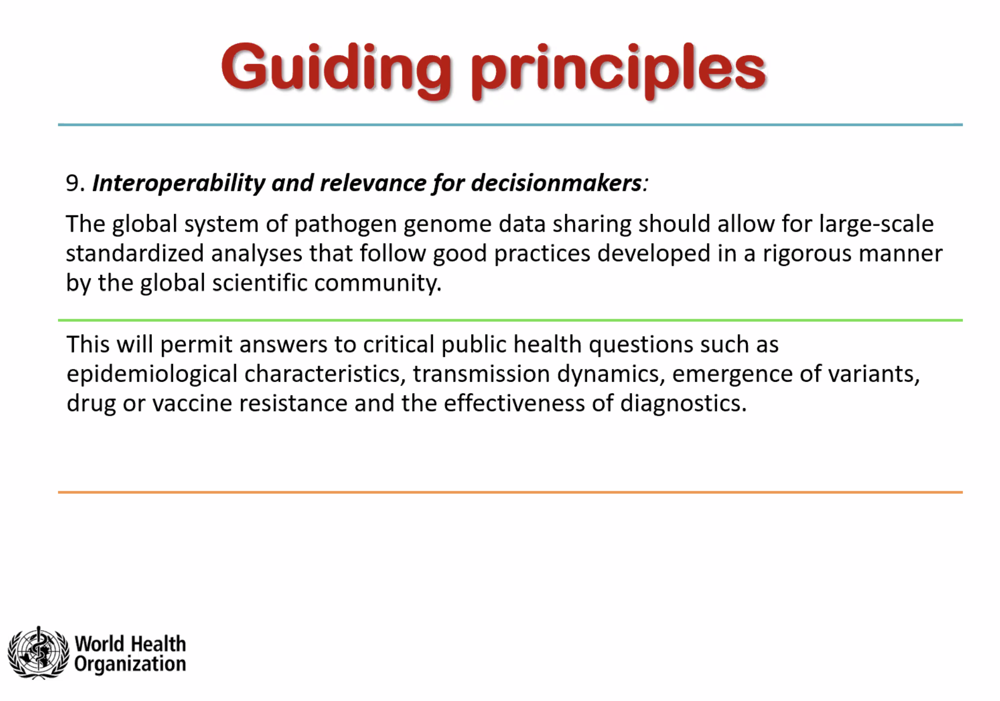 Guiding principles
9. Interoperability and relevance for decisionmakers:
The global system of pathogen genome data sharing should allow for large-scale
standardized analyses that follow good practices developed in a rigorous manner
by the global scientific community.
This will permit answers to critical public health questions such as
epidemiological characteristics, transmission dynamics, emergence of variants,
drug or vaccine resistance and the effectiveness of diagnostics.
World Health
Organization